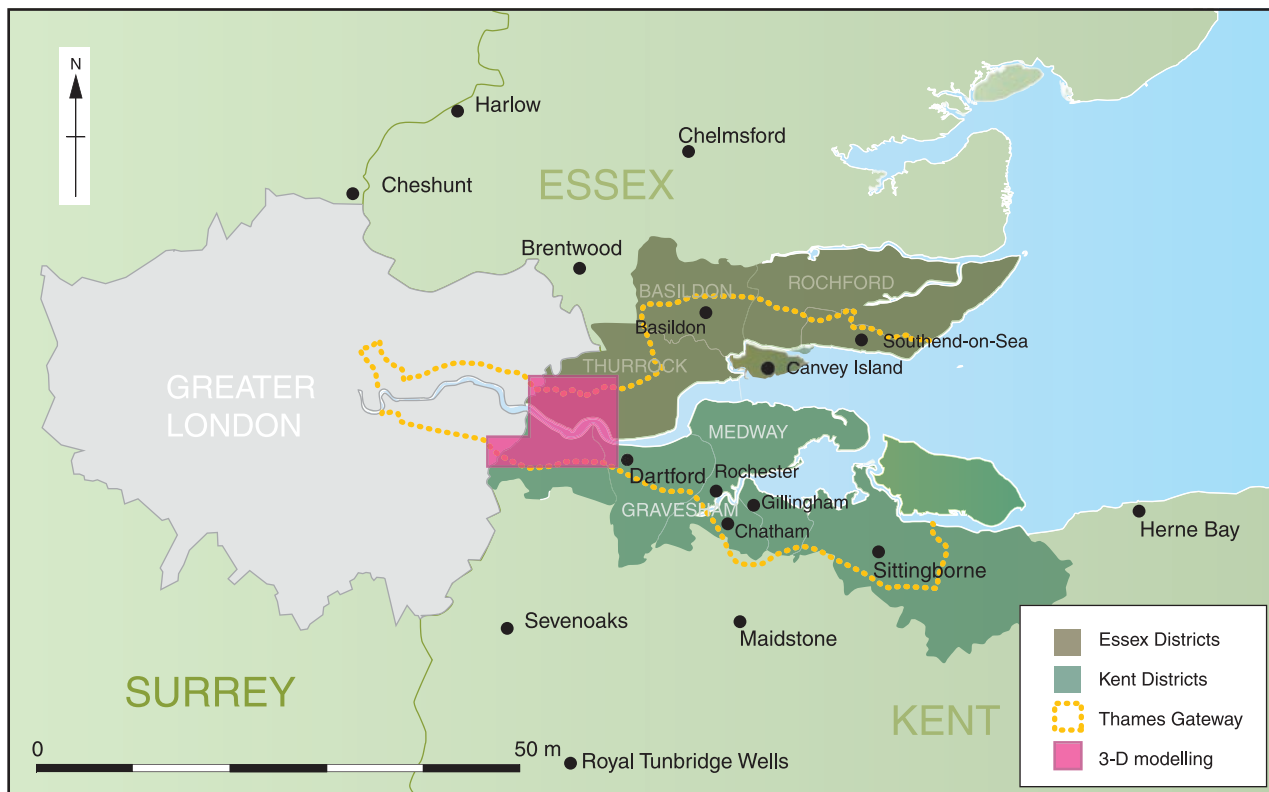 N
Harlow
Chelmsford
Cheshunt
ESSEX
Brentwood
ROCHFORD
BASILDON
Basildon
Southend-on-Sea
THURROCK
Canvey Island
GREATER
LONDON
MEDWAY
Dartford
Rochester
Gillingham
GRAVESHAM
Chatham
Herne Bay
Sittingborne
Sevenoaks
Maidstone
SURREY
KENT
Essex Districts
Kent Districts
Thames Gateway
3-D modelling
0
50 m
Royal Tunbridge Wells